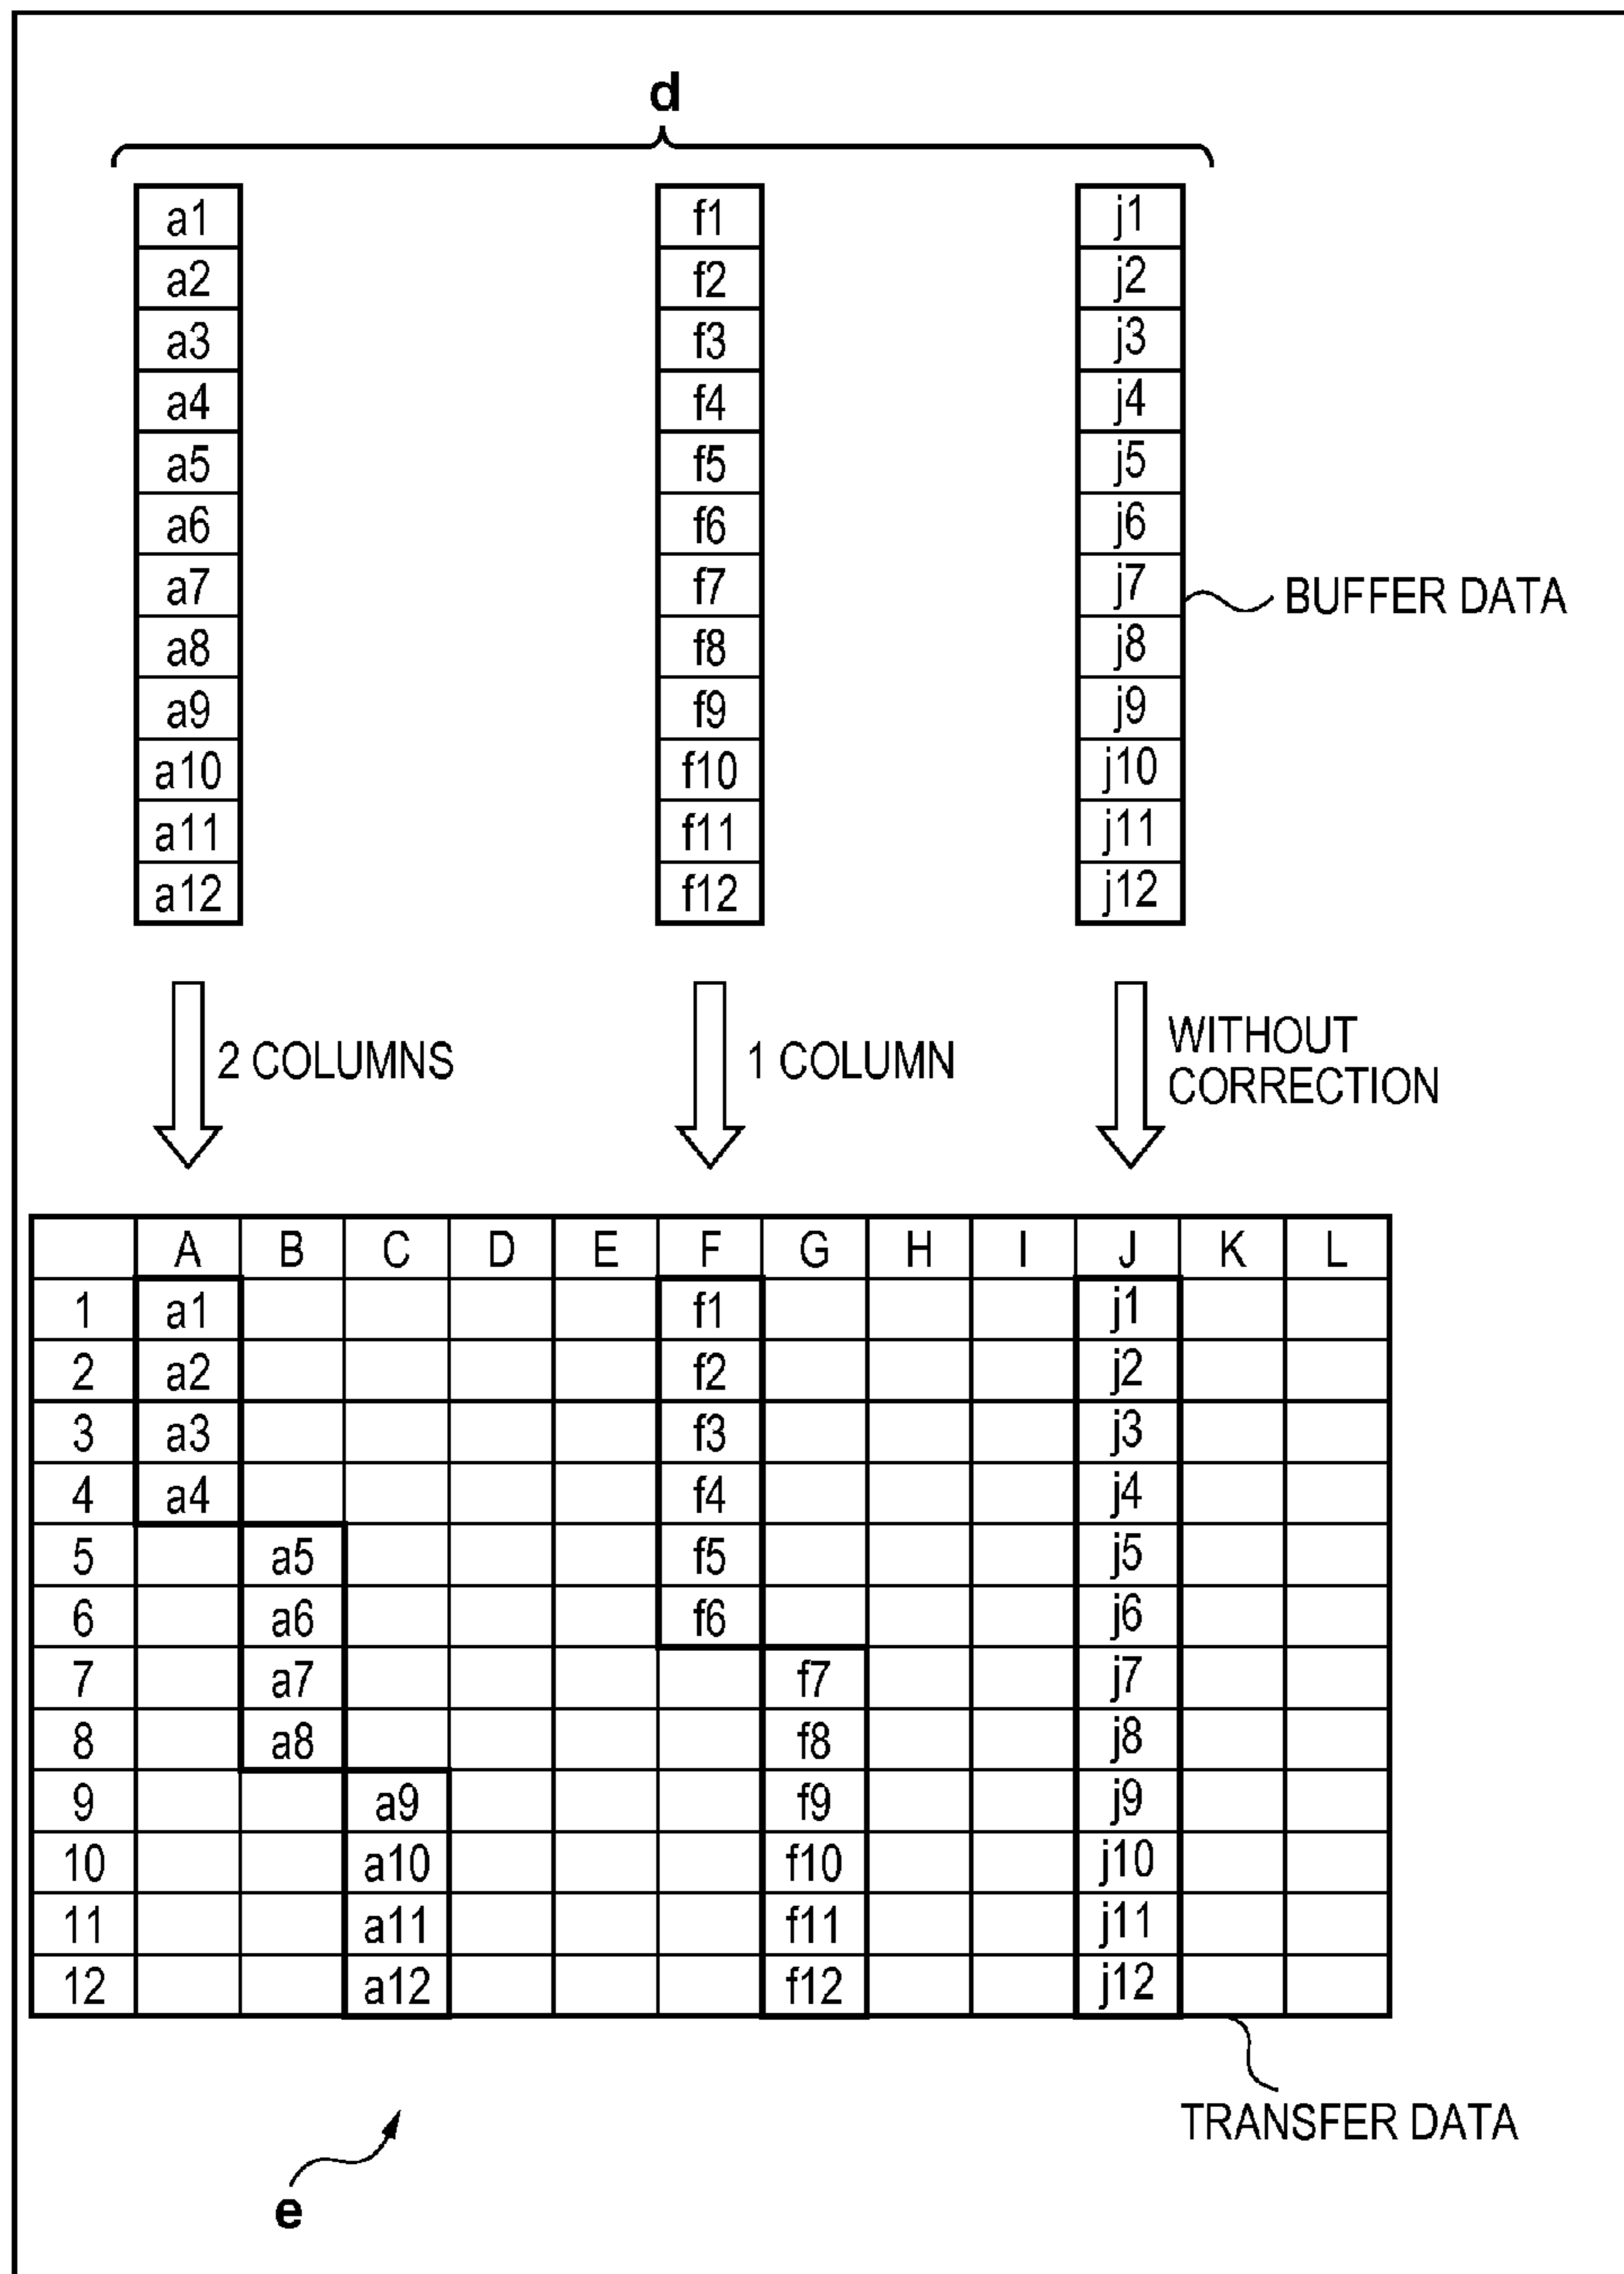 d
a1 f1 j1
a2 f2 j2
a3 f3 j3
a4 f4 j4
a5 f5 j5
a6 f6 j6
a7 f7 j7 BUFFER DATA
a8 f8 j8
a9 f9 j9
a10 f10 j10
a11 f11 j11
a12 f12 j12
2 COLUMNS
1 COLUMN
WITHOUT
CORRECTION
A B C D E F G H I J K L
1 a1 f1 j1
2 a2 f2 j2
3 a3 f3 j3
4 a4 f4 j4
5 a5 f5 j5
6 a6 f6 j6
7 a7 f7 j7
8 a8 f8 j8
9 a9 f9 j9
10 a10 f10 j10
11 a11 f11 j11
12 a12 f12 j12
TRANSFER DATA
e